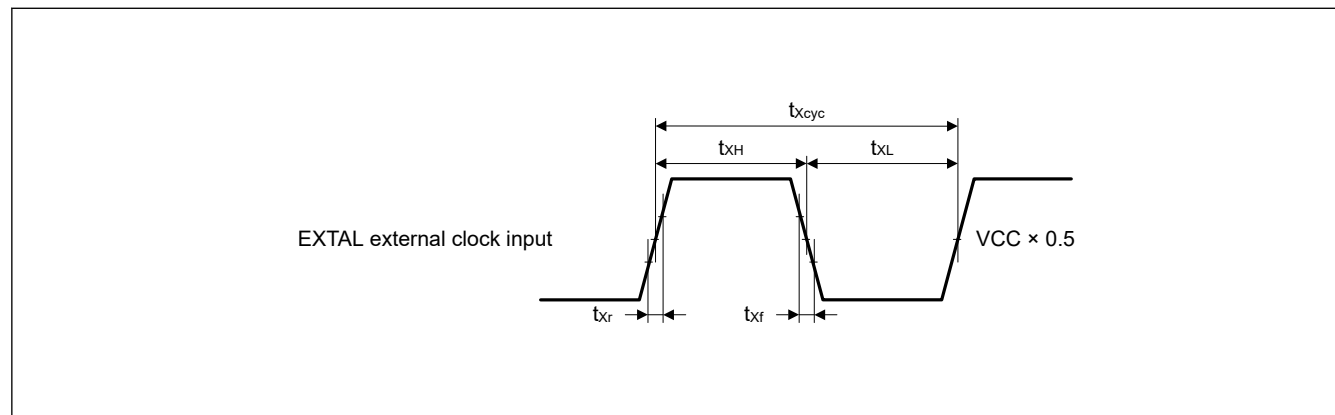 tXcyc
tXH tXL
EXTAL external clock input VCC × 0.5
tXr tXf